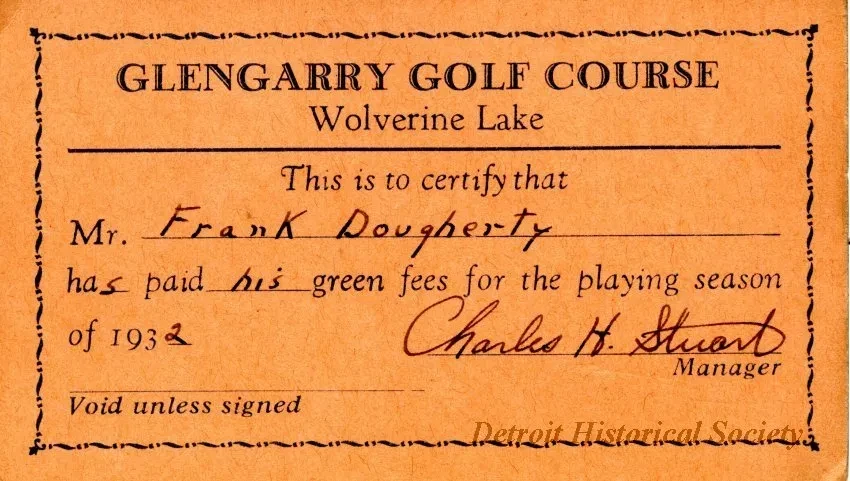 GLENGARRY GOLF COURSE
Wolverine Lake
This is to certify that
Mr. Frank Dougherty
has paid his green fees for the playing season
of 1932 Charles H. Stuart
Manager
Void unless signed
Detroit Historical Society